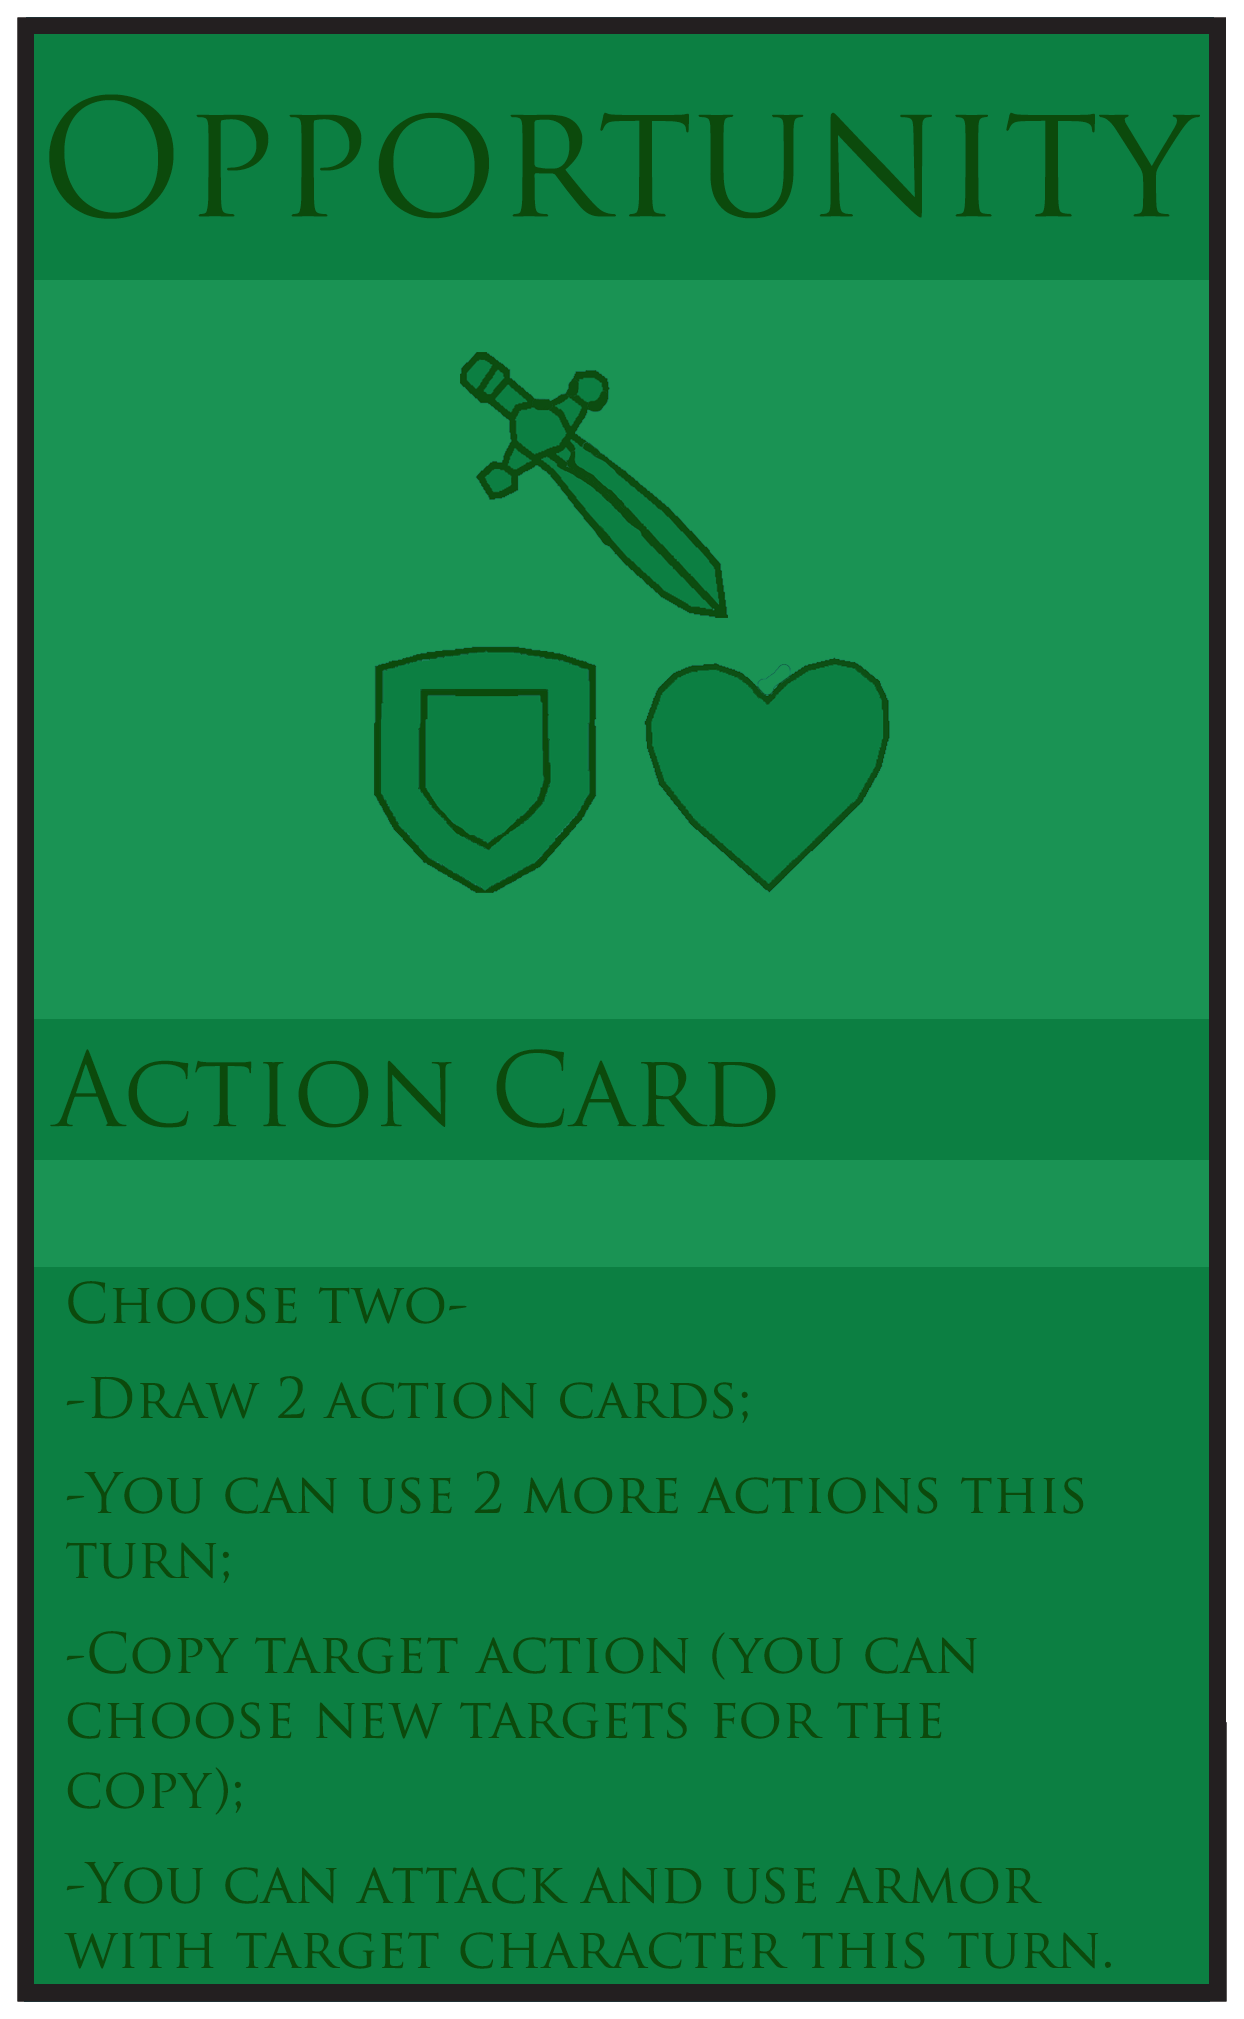 Opportunity
Action Card
Choose two-
-Draw 2 action cards;
-You can use 2 more actions this
turn;
-Copy target action (you can
choose new targets for the
copy);
-You can attack and use armor
with target character this turn.